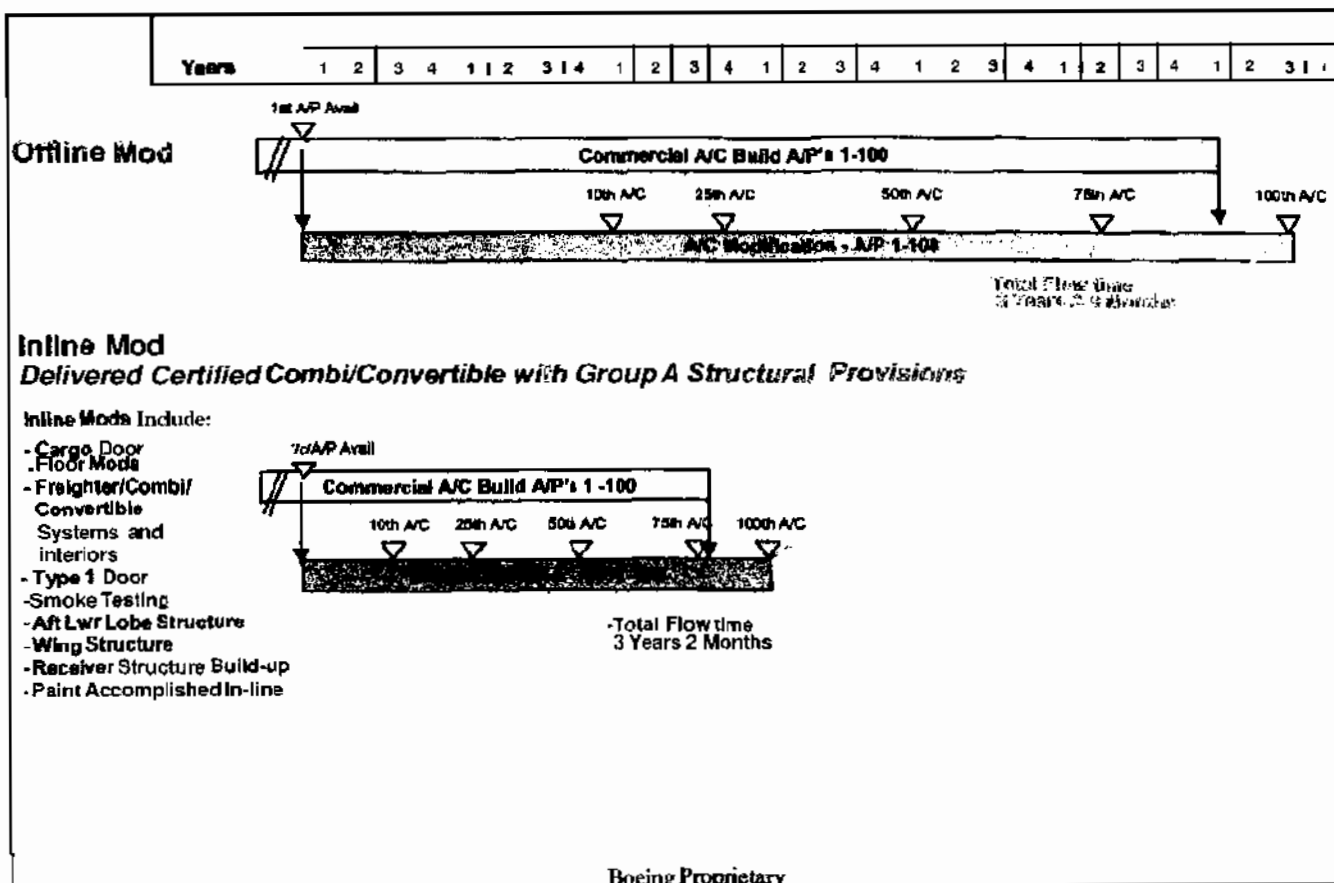 Years 1 2 3 4 1 2 3 4 1 2 3 4 1 2 3 4 1 2 3 4 1 2 3 4 1 2 3
1st A/P Avail
Offline Mod
Commercial A/C Build A/P's 1-100
10th A/C 25th A/C 50th A/C 75th A/C 100th A/C
A/C Modification - A/P 1-100
Total Flow time
Years Months
Inline Mod
Delivered Certified Combi/Convertible with Group A Structural Provisions
Inline Mods Include:
- Cargo Door
- Floor Mods
- Freighter/Combi/
Convertible
Systems and
interiors
- Type 1 Door
-Smoke Testing
- Aft Lwr Lobe Structure
- Wing Structure
- Receiver Structure Build-up
- Paint Accomplished In-line
A/P Avail
Commercial A/C Build A/P's 1 -100
10th A/C 25th A/C 50th A/C 75th A/C 100th A/C
-Total Flow time
3 Years 2 Months
Boeing Proprietary